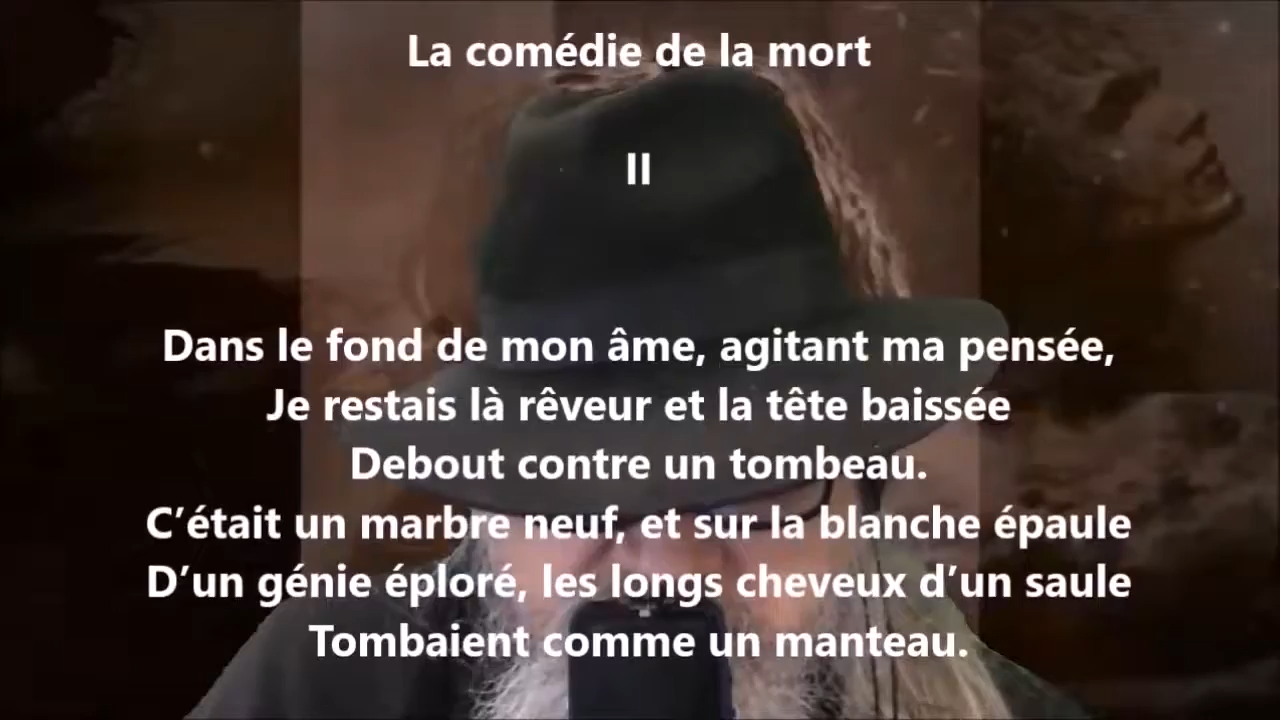 La comédie de la mort
II
Dans le fond de mon âme, agitant ma pensée,
Je restais là rêveur et la tête baissée
Debout contre un tombeau.
C’était un marbre neuf, et sur la blanche épaule
D’un génie éploré, les longs cheveux d’un saule
Tombaient comme un manteau.